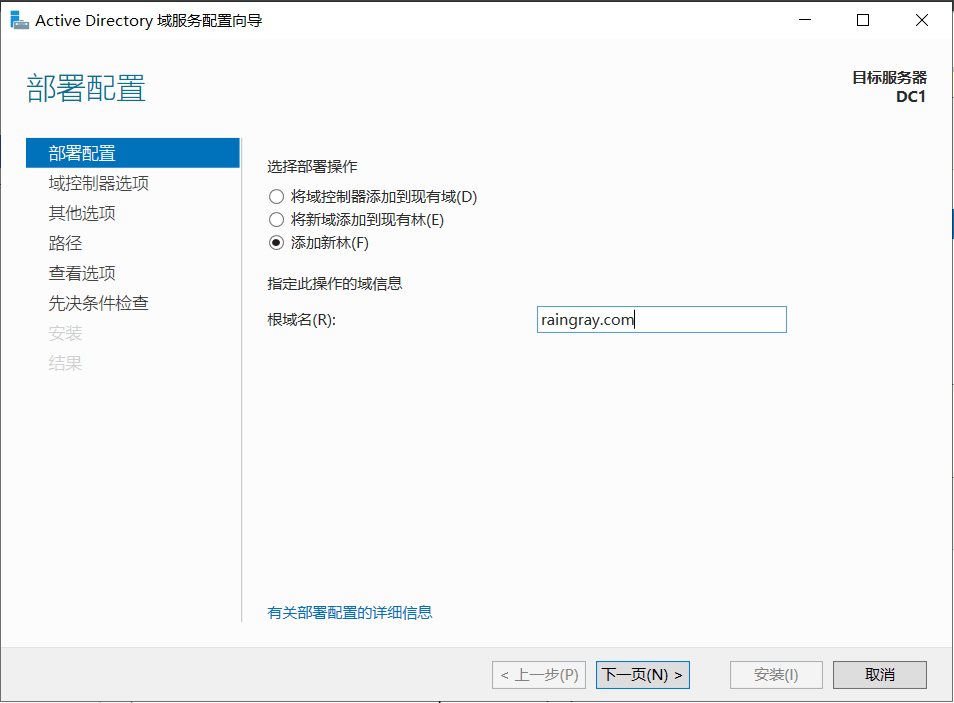 Active Directory 域服务配置向导
部署配置
目标服务器
DC1
部署配置
域控制器选项
其他选项
路径
查看选项
先决条件检查
安装
结果
选择部署操作
将域控制器添加到现有域(D)
将新域添加到现有林(E)
添加新林(F)
指定此操作的域信息
根域名(R):
raingray.com
有关部署配置的详细信息
< 上一步(P)
下一页(N) >
安装(I)
取消